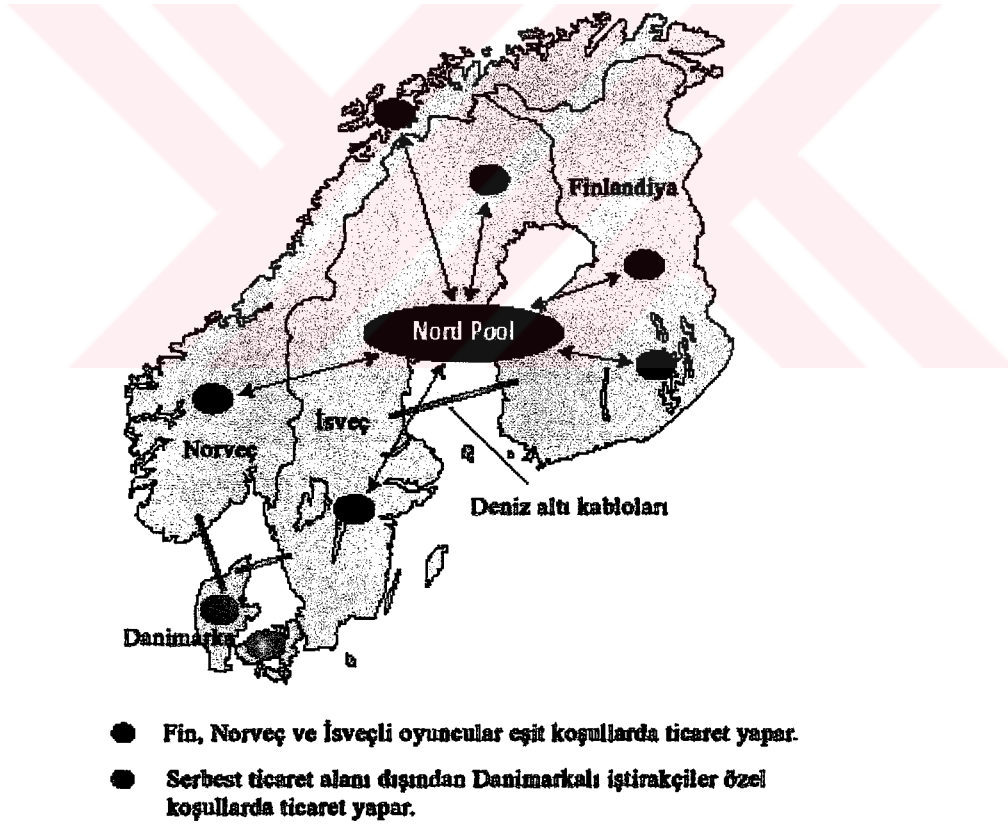 Finlandiya
Nord Pool
İsveç
Norveç
Deniz altı kabloları
Danimarka
Fin, Norveç ve İsveçli oyuncular eşit koşullarda ticaret yapar.
Serbest ticaret alanı dışından Danimarkalı iştirakçiler özel
koşullarda ticaret yapar.